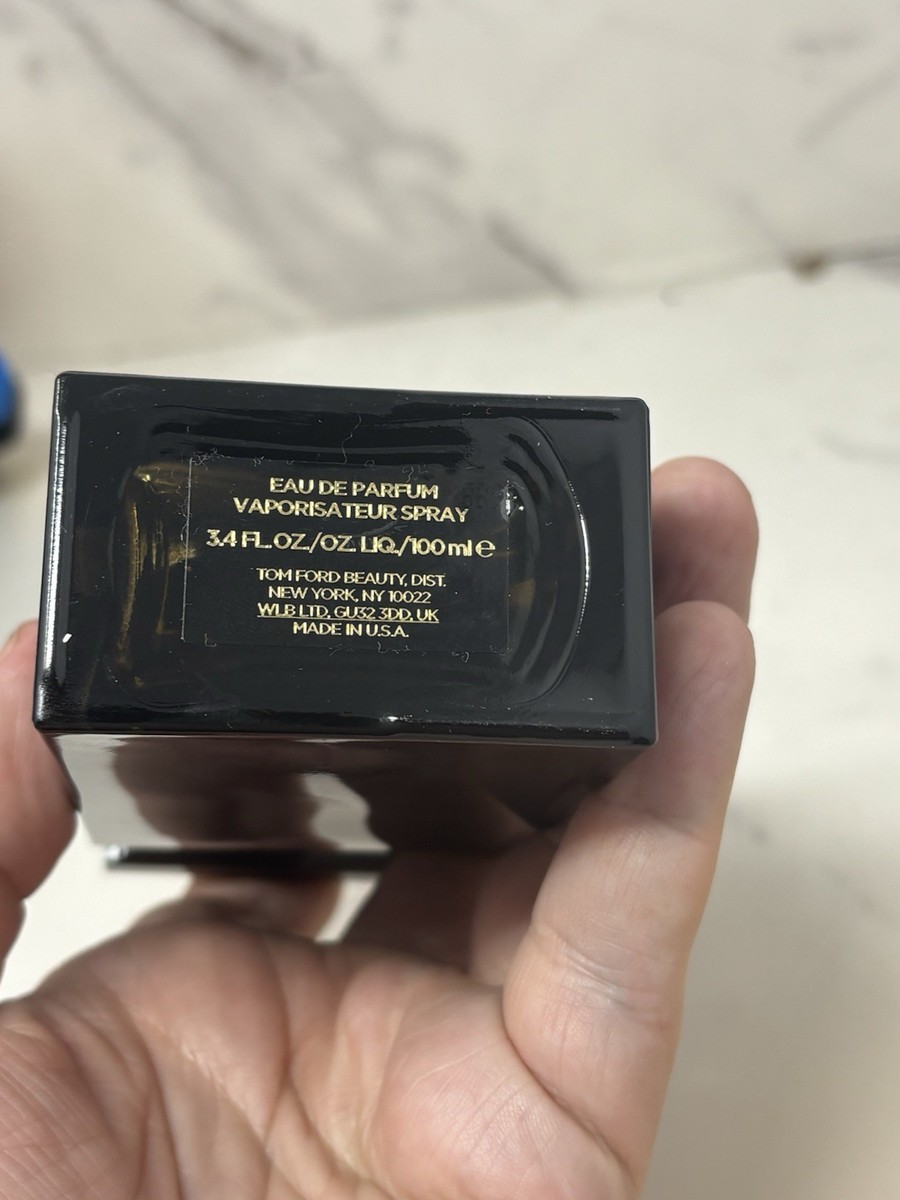 EAU DE PARFUM
VAPORISATEUR SPRAY
3.4 FL. OZ./OZ. LIQ./100 ml ℮
TOM FORD BEAUTY, DIST.
NEW YORK, NY 10022
WLB LTD, GU32 3DD, UK
MADE IN U.S.A.